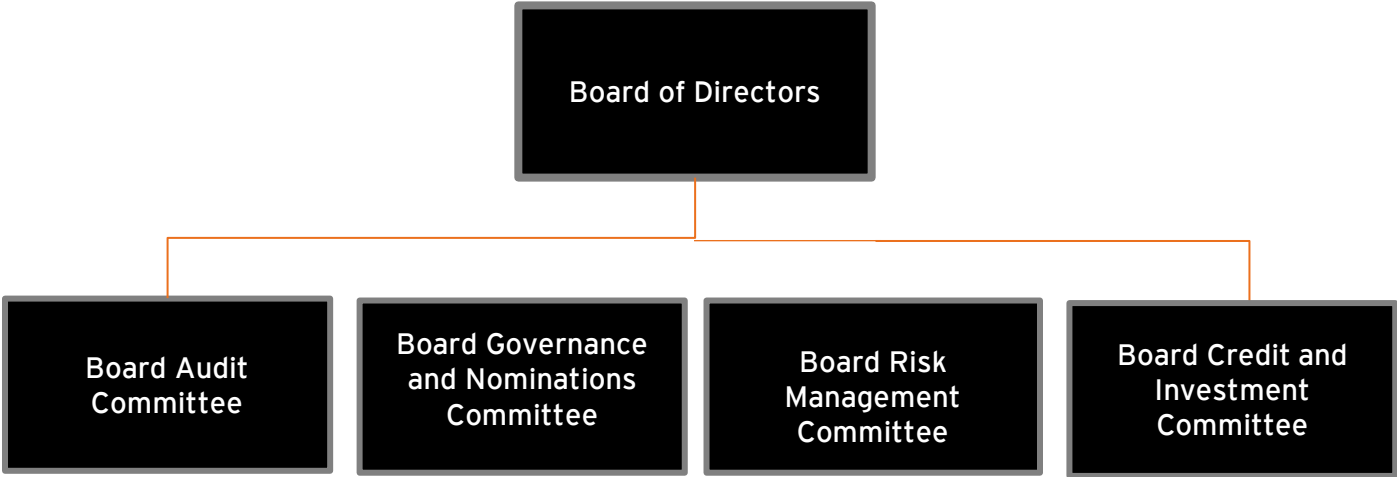 Board of Directors
Board Audit
Committee
Board Governance
and Nominations
Committee
Board Risk
Management
Committee
Board Credit and
Investment
Committee